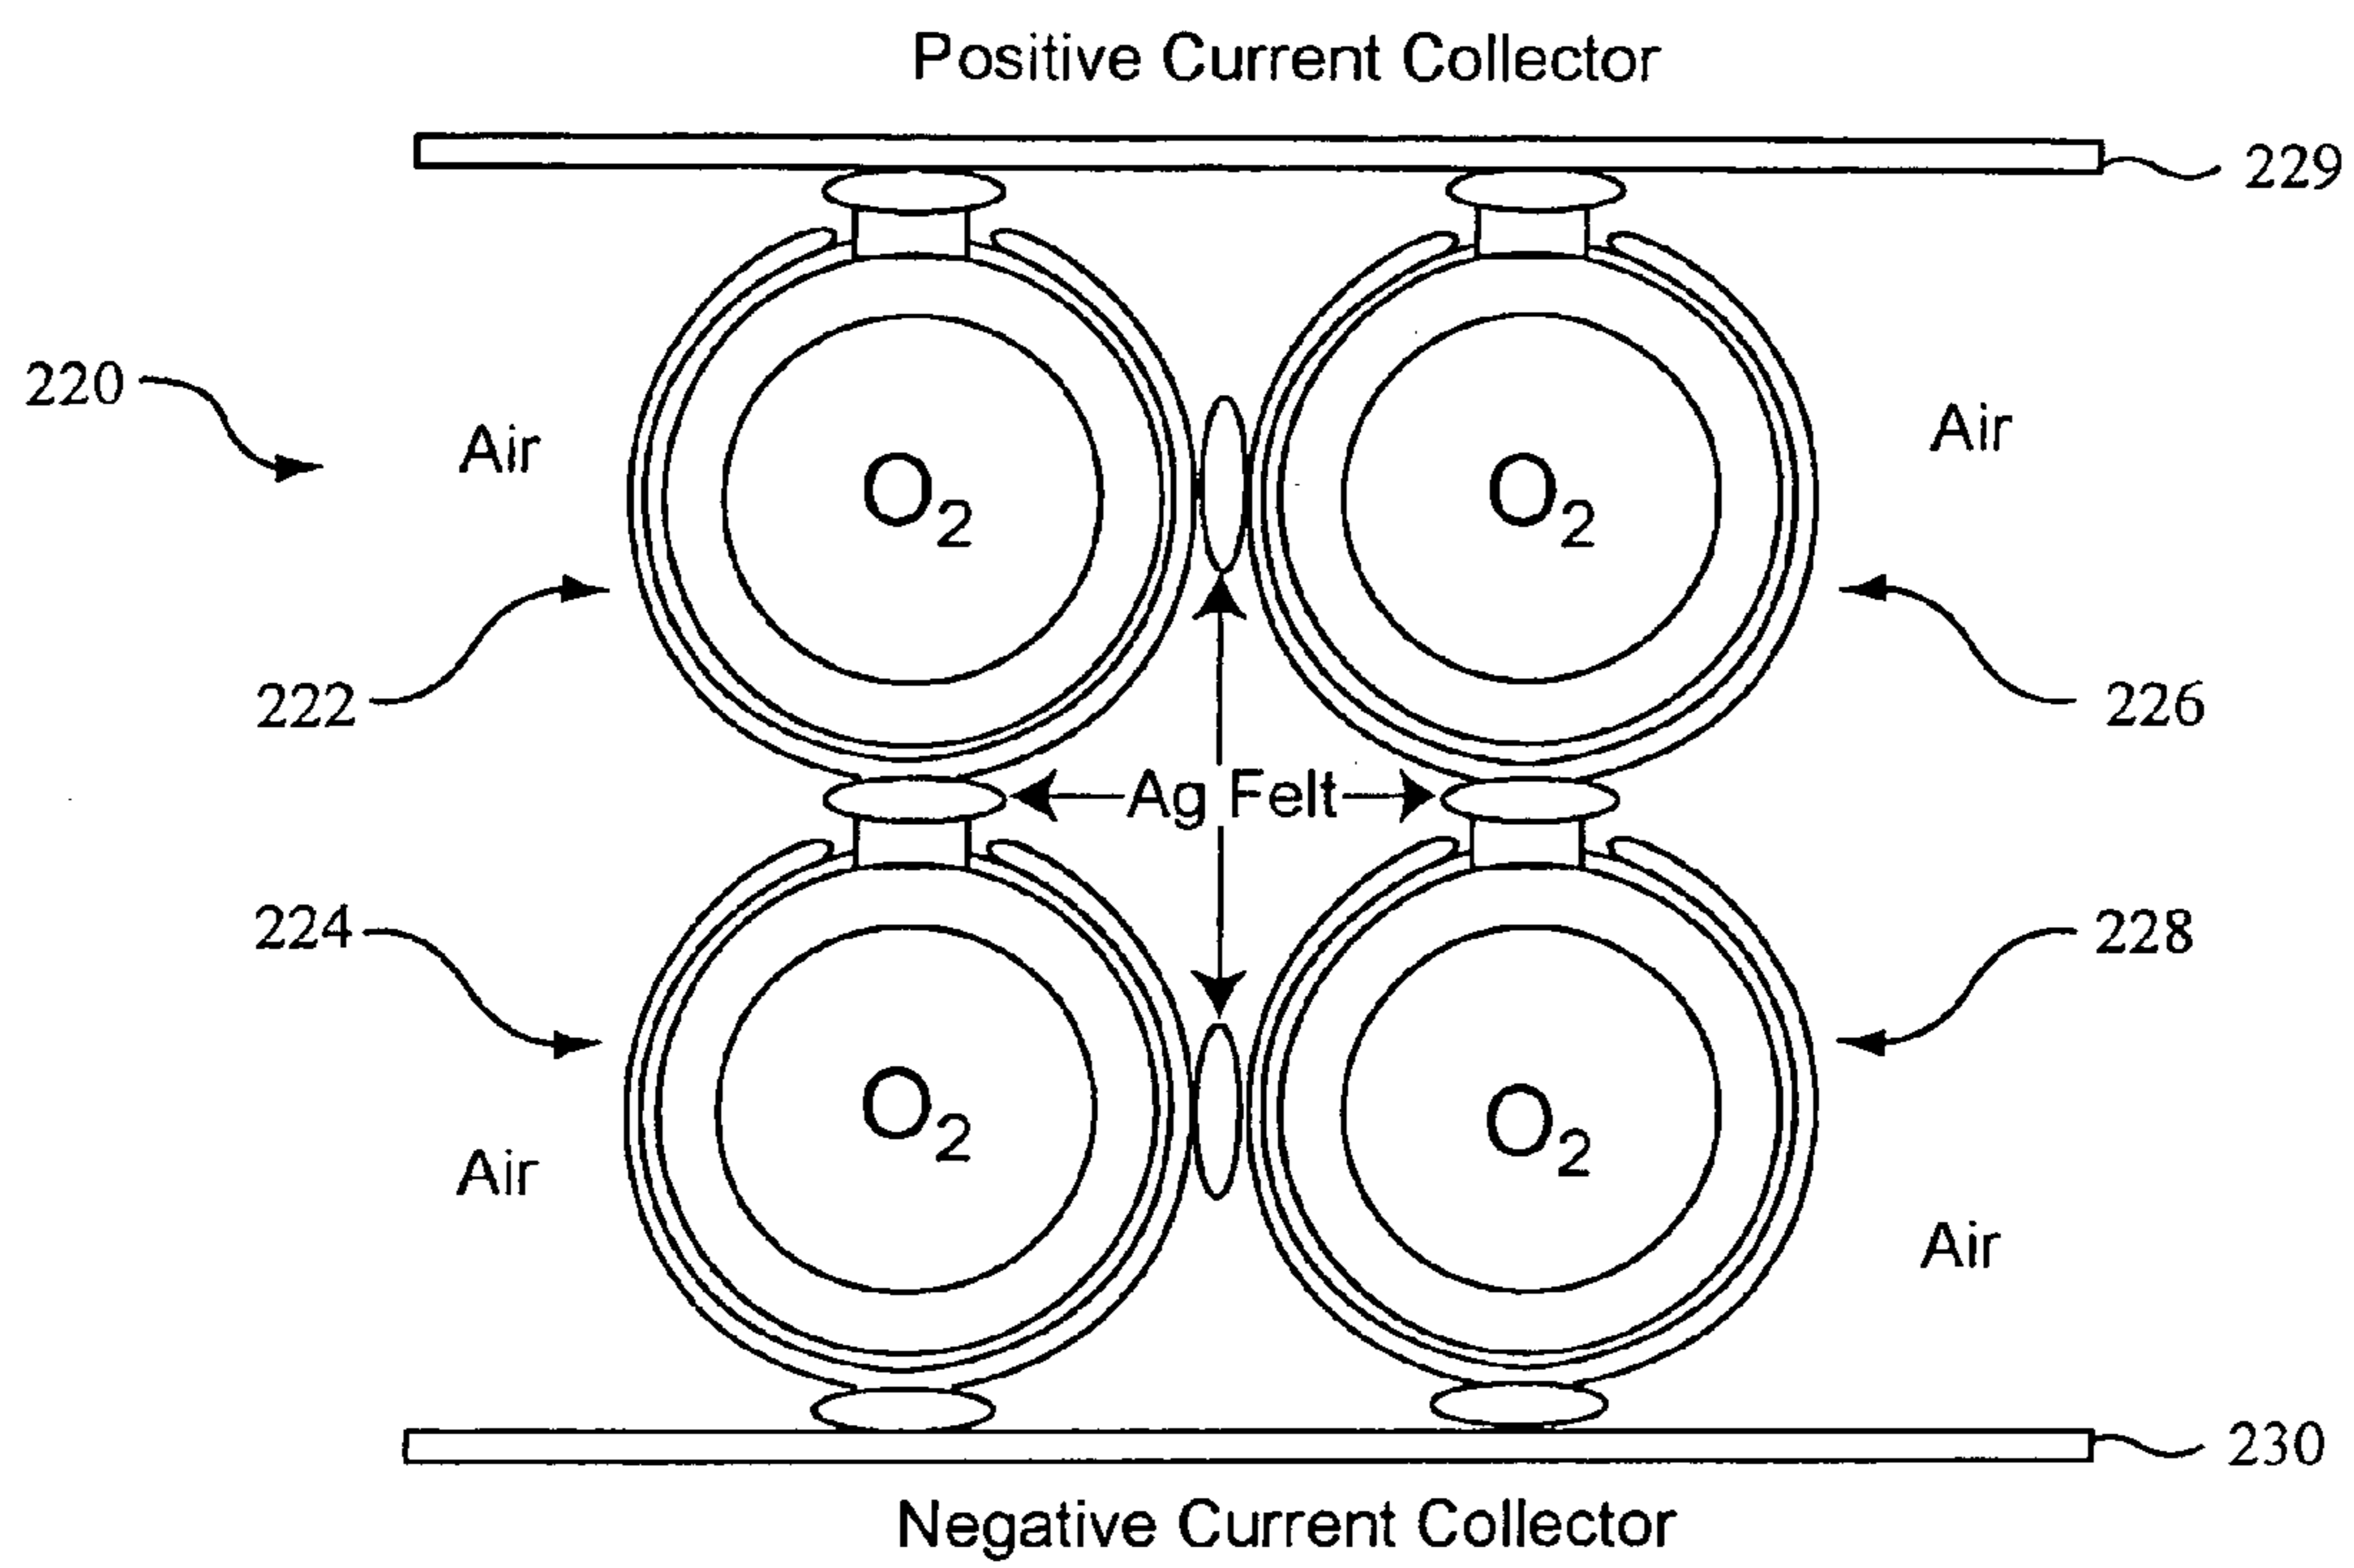 Positive Current Collector
229
220
Air
Air
O2
O2
222
226
Ag Felt
224
228
O2
O2
Air
Air
230
Negative Current Collector